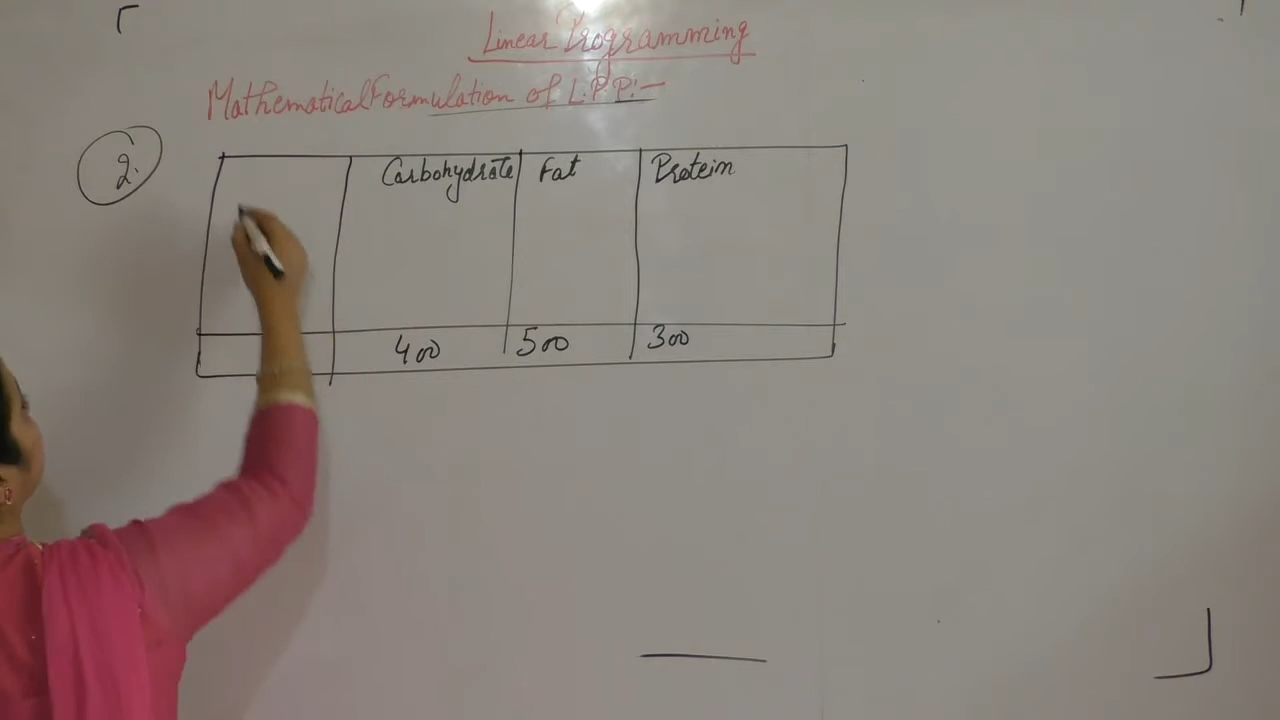 Linear Programming
Mathematical Formulation of L.P.P:-
2.
Carbohydrate Fat Protein
400 500 300